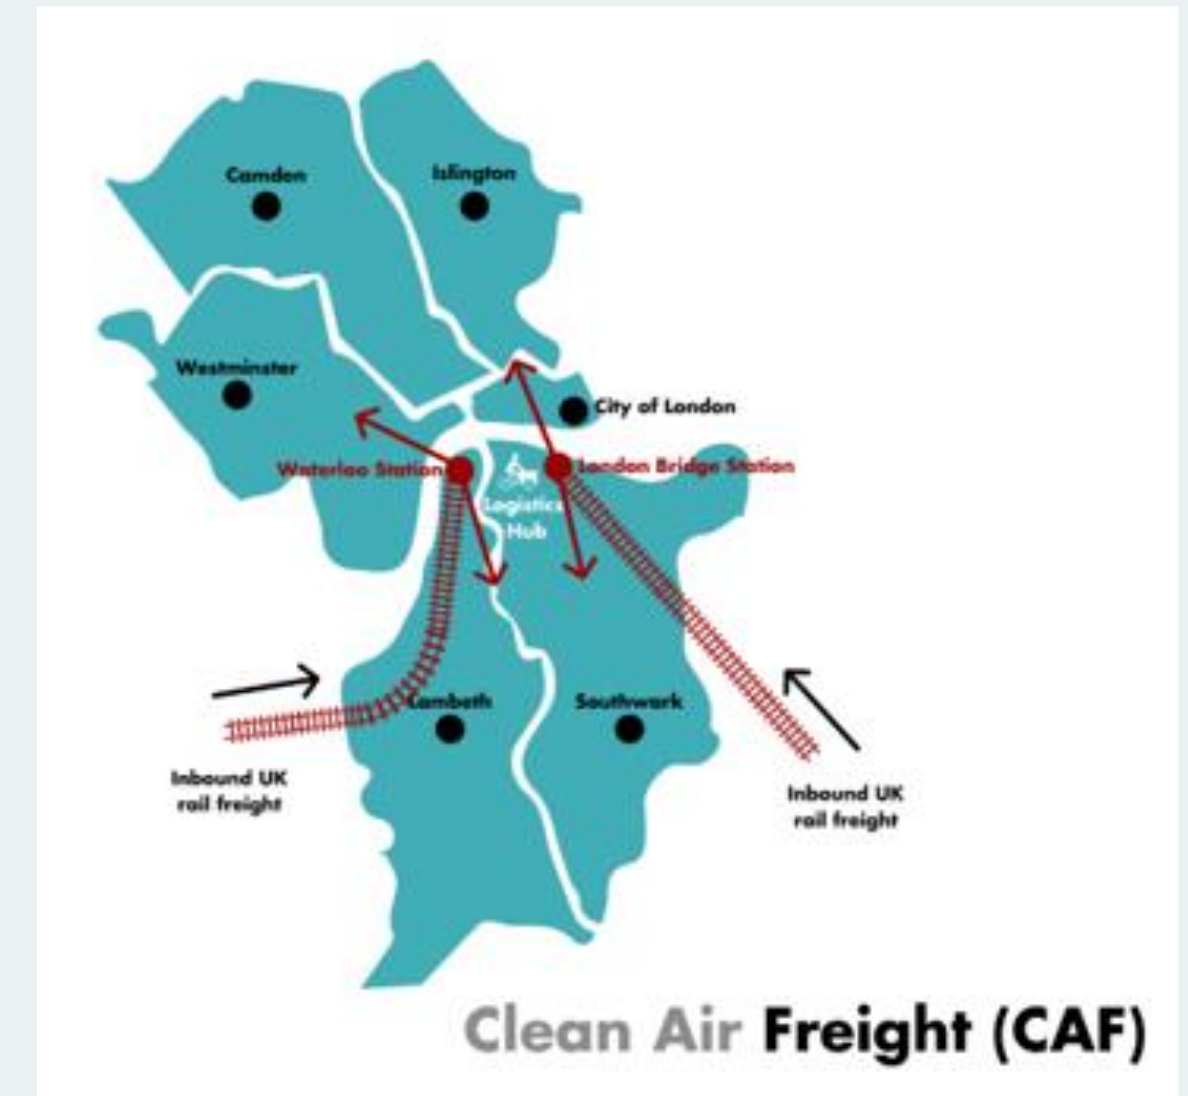 Camden
Islington
Westminster
City of London
Waterloo Station
London Bridge Station
Logistics
Hub
Lambeth
Southwark
Inbound UK
rail freight
Inbound UK
rail freight
Clean Air Freight (CAF)